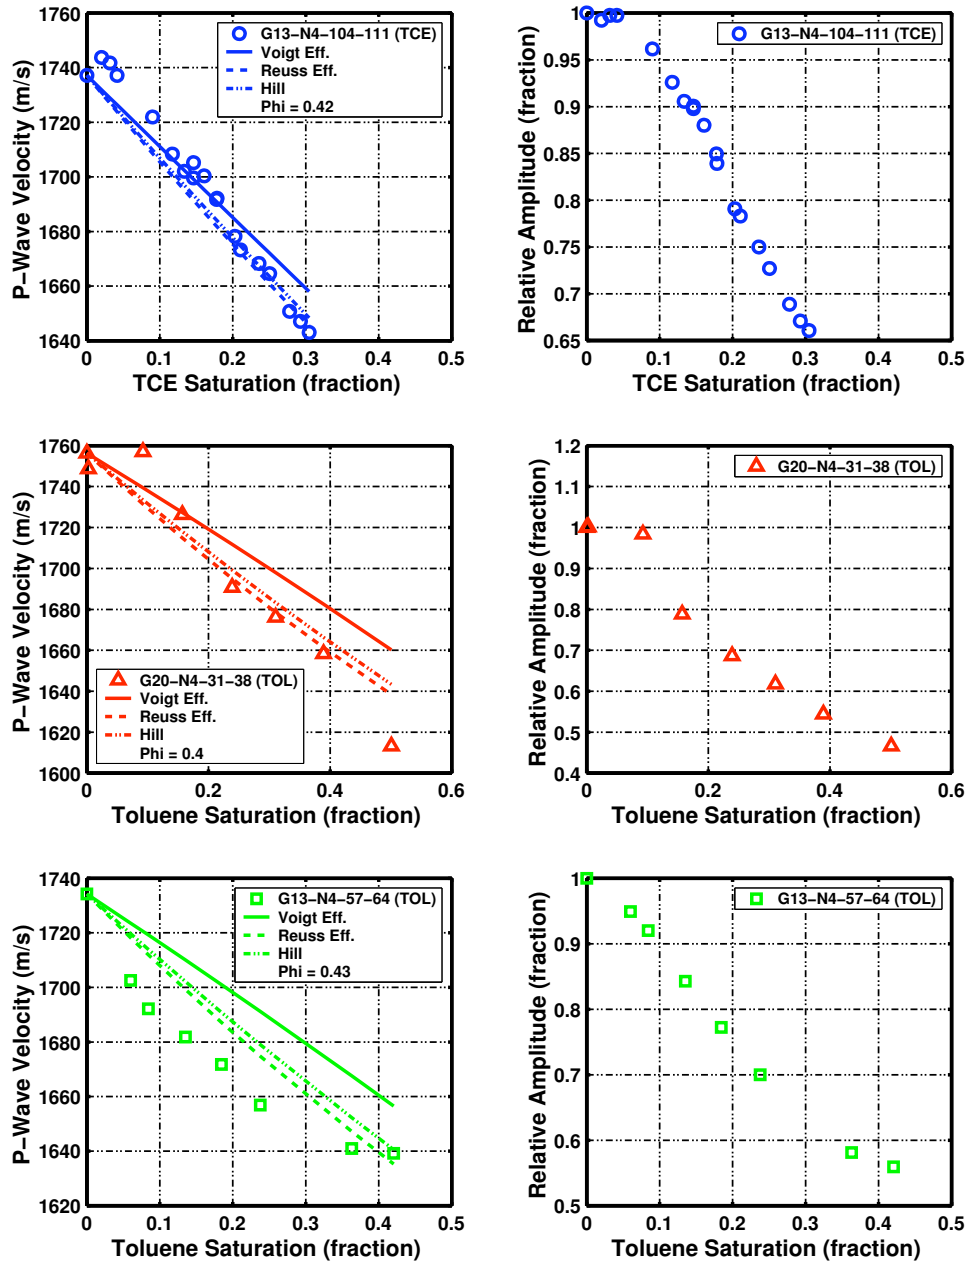 1760
1740
1720
1700
1680
1660
1640
P−Wave Velocity (m/s)
G13−N4−104−111 (TCE)
Voigt Eff.
Reuss Eff.
Hill
Phi = 0.42
0 0.1 0.2 0.3 0.4 0.5
TCE Saturation (fraction)
1
0.95
0.9
0.85
0.8
0.75
0.7
0.65
Relative Amplitude (fraction)
G13−N4−104−111 (TCE)
0 0.1 0.2 0.3 0.4 0.5
TCE Saturation (fraction)
1760
1740
1720
1700
1680
1660
1640
1620
1600
P−Wave Velocity (m/s)
G20−N4−31−38 (TOL)
Voigt Eff.
Reuss Eff.
Hill
Phi = 0.4
0 0.2 0.4 0.6
Toluene Saturation (fraction)
1.2
1.1
1
0.9
0.8
0.7
0.6
0.5
0.4
Relative Amplitude (fraction)
G20−N4−31−38 (TOL)
0 0.2 0.4 0.6
Toluene Saturation (fraction)
1740
1720
1700
1680
1660
1640
1620
P−Wave Velocity (m/s)
G13−N4−57−64 (TOL)
Voigt Eff.
Reuss Eff.
Hill
Phi = 0.43
0 0.1 0.2 0.3 0.4 0.5
Toluene Saturation (fraction)
1
0.9
0.8
0.7
0.6
0.5
Relative Amplitude (fraction)
G13−N4−57−64 (TOL)
0 0.1 0.2 0.3 0.4 0.5
Toluene Saturation (fraction)